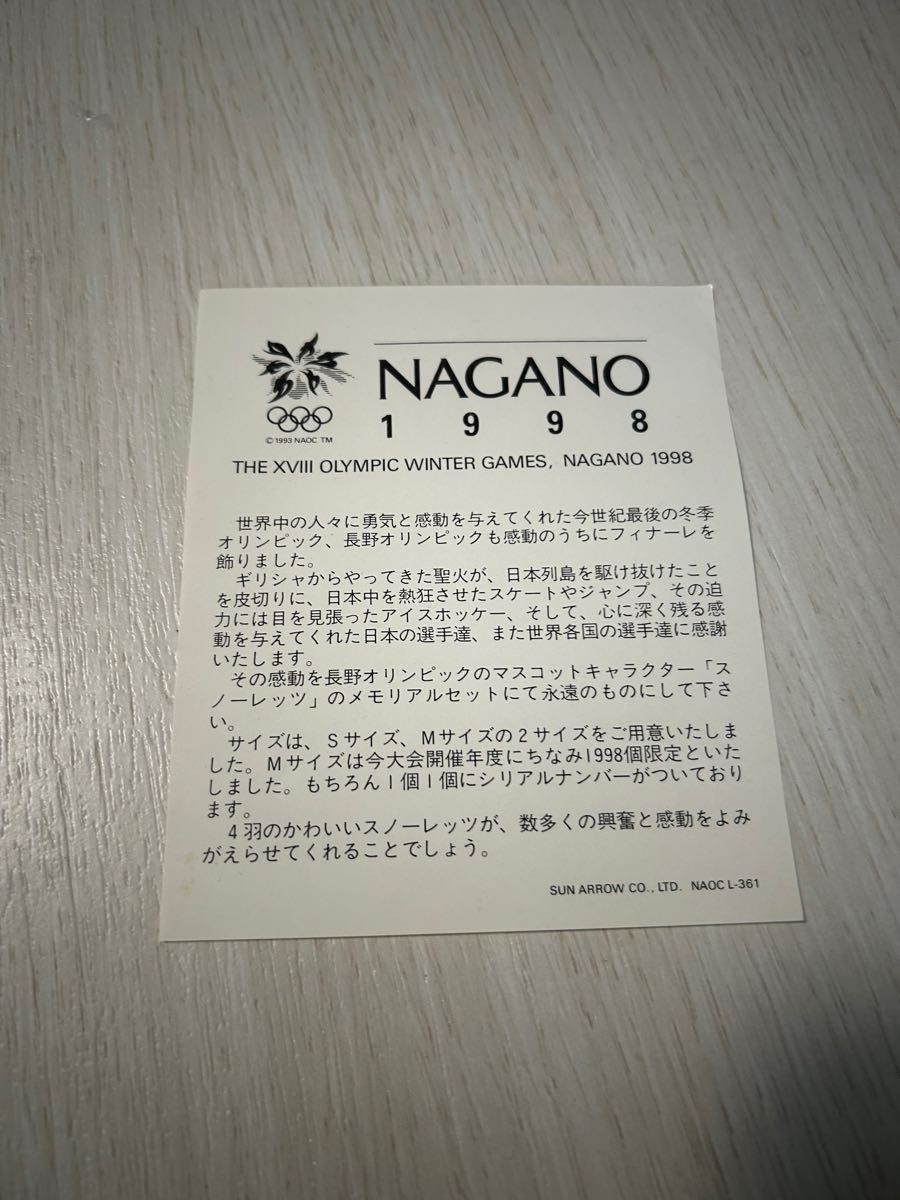 NAGANO
1998
©1993 NAOC TM
THE XVIII OLYMPIC WINTER GAMES, NAGANO 1998
世界中の人々に勇気と感動を与えてくれた今世紀最後の冬季
オリンピック、長野オリンピックも感動のうちにフィナーレを
飾りました。
ギリシャからやってきた聖火が、日本列島を駆け抜けたこと
を皮切りに、日本中を熱狂させたスケートやジャンプ、その迫
力には目を見張ったアイスホッケー、そして、心に深く残る感
動を与えてくれた日本の選手達、また世界各国の選手達に感謝
いたします。
その感動を長野オリンピックのマスコットキャラクター「ス
ノーレッツ」のメモリアルセットにて永遠のものにして下さ
い。
サイズは、Sサイズ、Mサイズの2サイズをご用意いたしま
した。Mサイズは今大会開催年度にちなみ1998個限定といた
しました。もちろん1個1個にシリアルナンバーがついており
ます。
4羽のかわいいスノーレッツが、数多くの興奮と感動をよみ
がえらせてくれることでしょう。
SUN ARROW CO., LTD. NAOC L-361